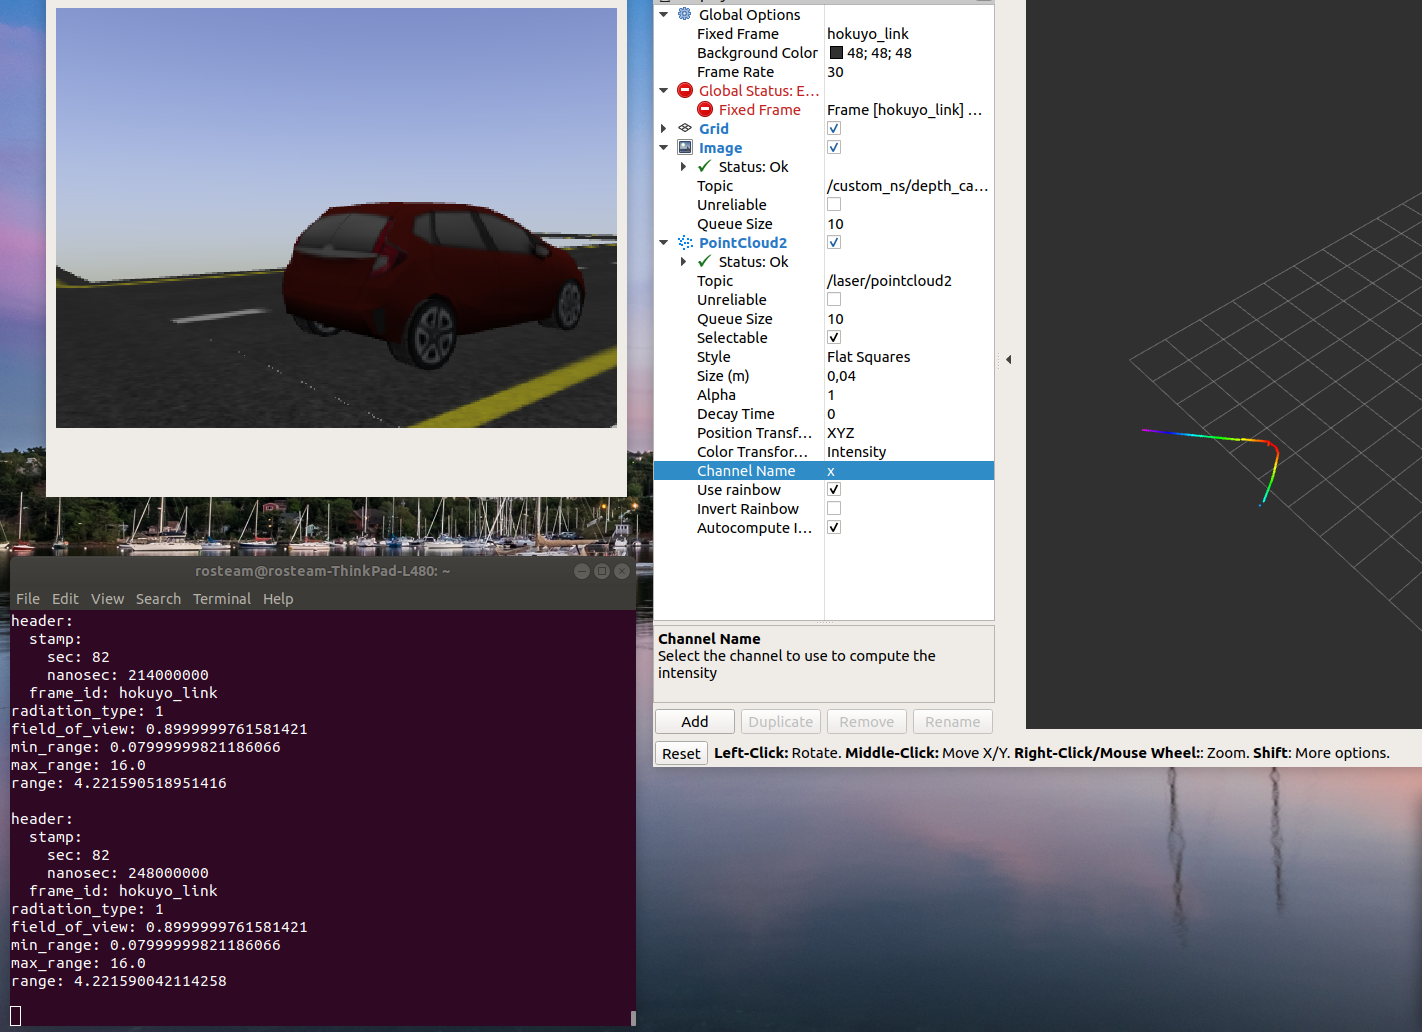 Global Options
Fixed Frame hokuyo_link
Background Color 48; 48; 48
Frame Rate 30
Global Status: E...
Fixed Frame Frame [hokuyo_link] ...
Grid
Image
Status: Ok
Topic /custom_ns/depth_ca...
Unreliable
Queue Size 10
PointCloud2
Status: Ok
Topic /laser/pointcloud2
Unreliable
Queue Size 10
Selectable
Style Flat Squares
Size (m) 0,04
Alpha 1
Decay Time 0
Position Transf... XYZ
Color Transfor... Intensity
Channel Name x
Use rainbow
Invert Rainbow
Autocompute I...
Channel Name
Select the channel to use to compute the
intensity
Add Duplicate Remove Rename
Reset Left-Click: Rotate. Middle-Click: Move X/Y. Right-Click/Mouse Wheel:: Zoom. Shift: More options.
rosteam@rosteam-ThinkPad-L480: ~
File Edit View Search Terminal Help
header:
stamp:
sec: 82
nanosec: 214000000
frame_id: hokuyo_link
radiation_type: 1
field_of_view: 0.8999999761581421
min_range: 0.07999999821186066
max_range: 16.0
range: 4.221590518951416
header:
stamp:
sec: 82
nanosec: 248000000
frame_id: hokuyo_link
radiation_type: 1
field_of_view: 0.8999999761581421
min_range: 0.07999999821186066
max_range: 16.0
range: 4.221590042114258